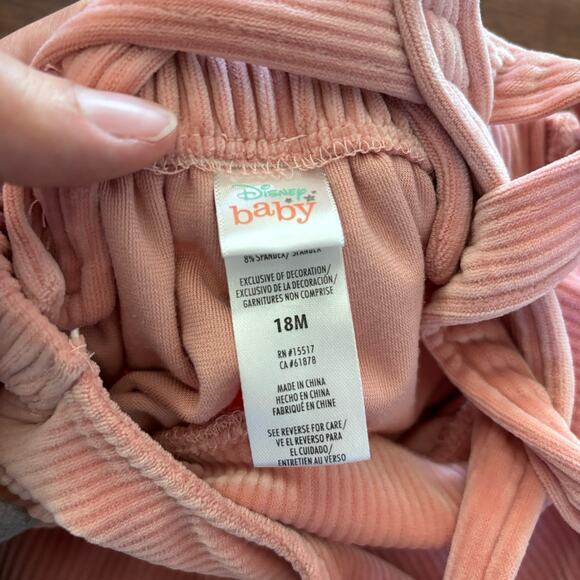 Disney
baby
8% SPANDEX/ SPANDEX
EXCLUSIVE OF DECORATION/
EXCLUSIVO DE LA DECORACIÓN/
GARNITURES NON COMPRISE
18M
RN #15517
CA #61878
MADE IN CHINA
HECHO EN CHINA
FABRIQUÉ EN CHINE
SEE REVERSE FOR CARE/
VE EL REVERSO PARA
EL CUIDADO/
ENTRETIEN AU VERSO